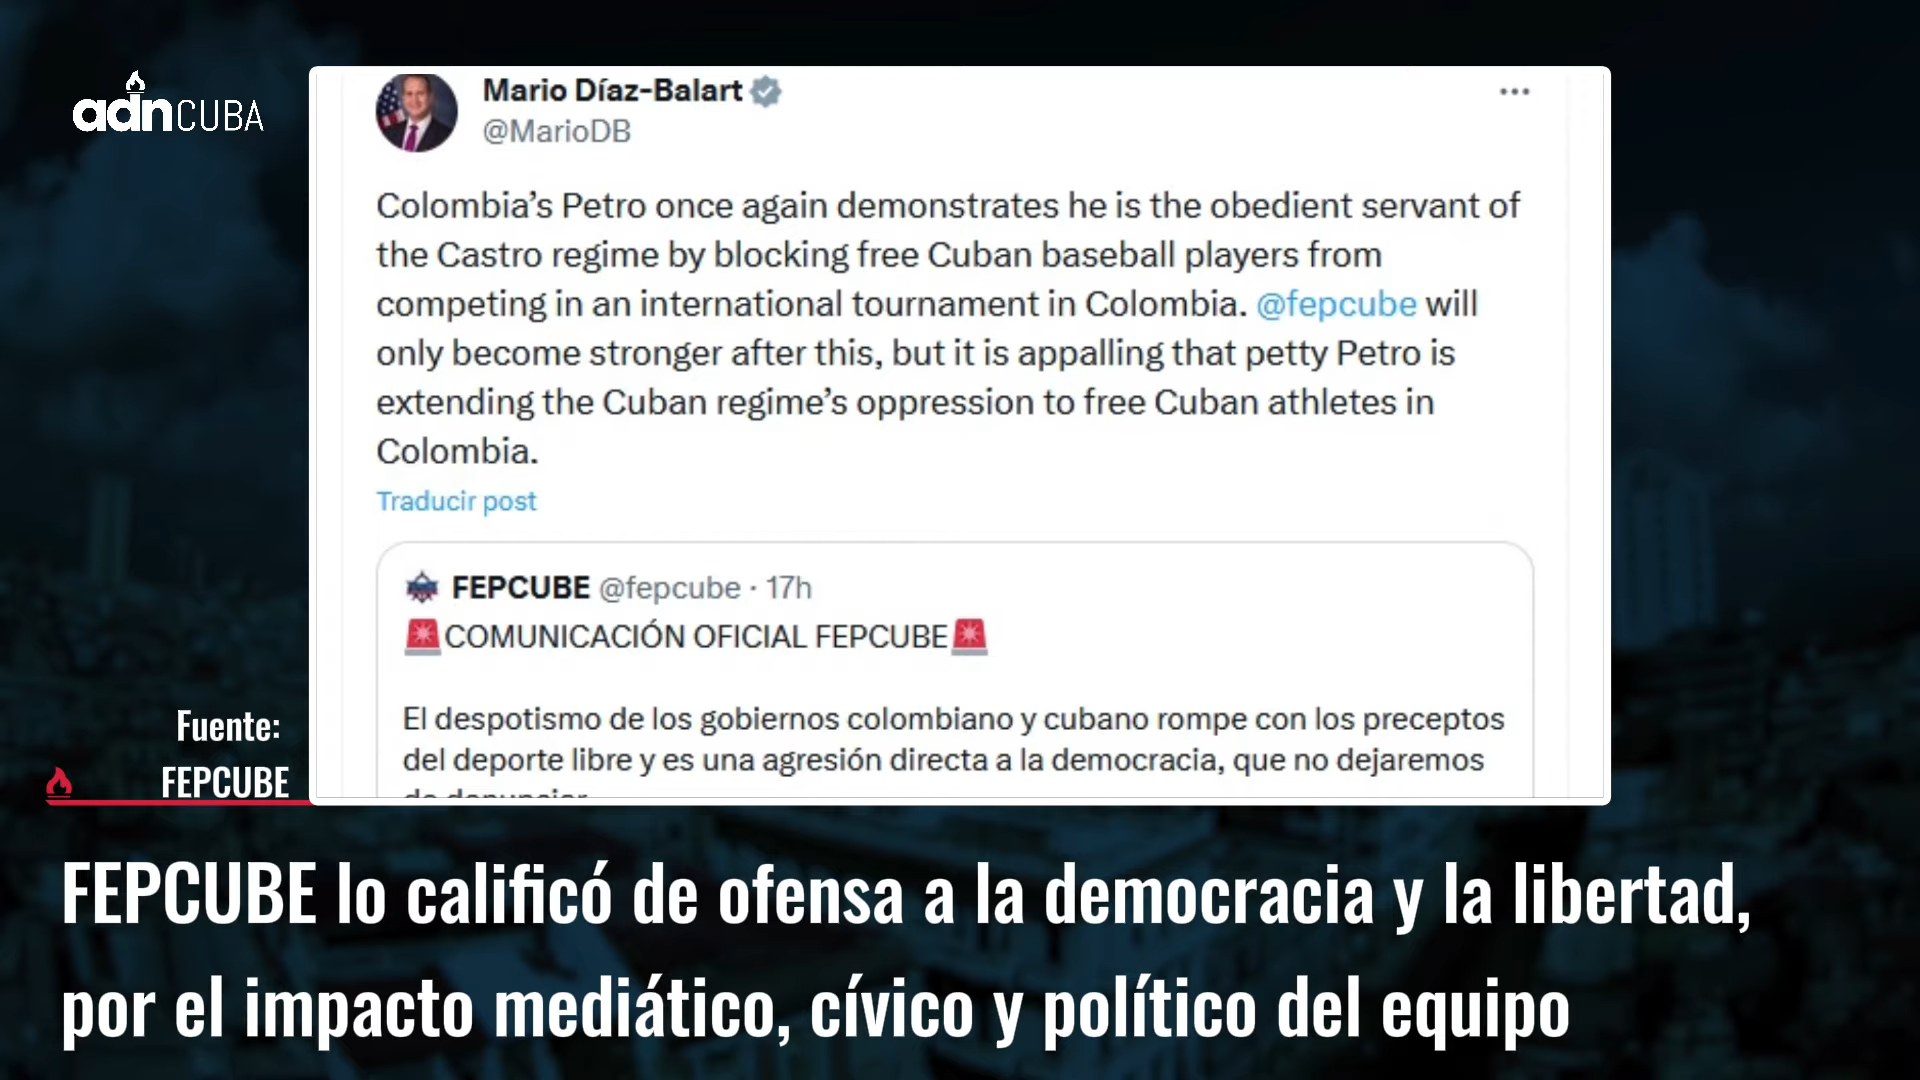 adnCUBA
Mario Díaz-Balart
@MarioDB
Colombia’s Petro once again demonstrates he is the obedient servant of
the Castro regime by blocking free Cuban baseball players from
competing in an international tournament in Colombia. @fepcube will
only become stronger after this, but it is appalling that petty Petro is
extending the Cuban regime’s oppression to free Cuban athletes in
Colombia.
Traducir post
FEPCUBE @fepcube · 17h
🚨COMUNICACIÓN OFICIAL FEPCUBE🚨
El despotismo de los gobiernos colombiano y cubano rompe con los preceptos
del deporte libre y es una agresión directa a la democracia, que no dejaremos
de denunciar
Fuente:
FEPCUBE
FEPCUBE lo calificó de ofensa a la democracia y la libertad,
por el impacto mediático, cívico y político del equipo